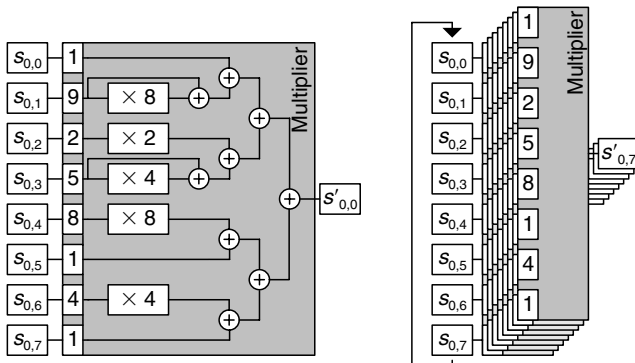 s0,0 1
s0,1 9 × 8
s0,2 2 × 2
s0,3 5 × 4
s0,4 8 × 8
s0,5 1
s0,6 4 × 4
s0,7 1
+
+
+
+
+
+
+
+
+
Multiplier
s′0,0
s0,0 1
s0,1 9
s0,2 2
s0,3 5
s0,4 8
s0,5 1
s0,6 4
s0,7 1
Multiplier
s′0,7